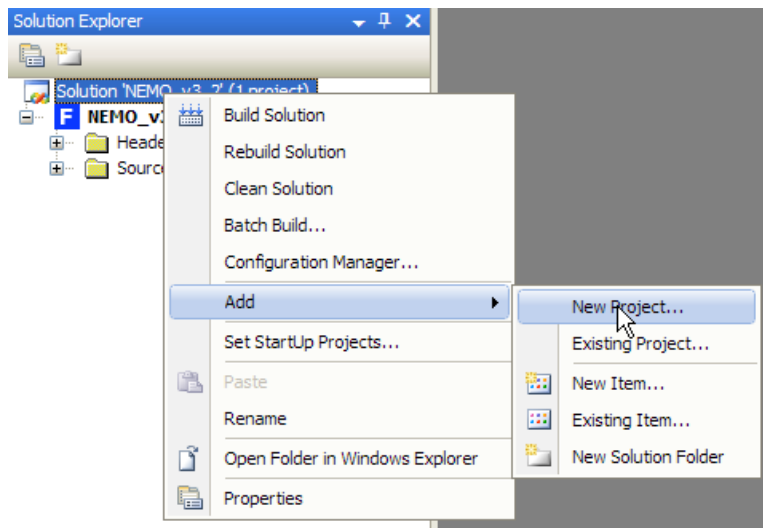 Solution Explorer
Solution 'NEMO_v3_2' (1 project)
F NEMO_v
Heade
Sourc
Build Solution
Rebuild Solution
Clean Solution
Batch Build...
Configuration Manager...
Add
Set StartUp Projects...
Paste
Rename
Open Folder in Windows Explorer
Properties
New Project...
Existing Project...
New Item...
Existing Item...
New Solution Folder